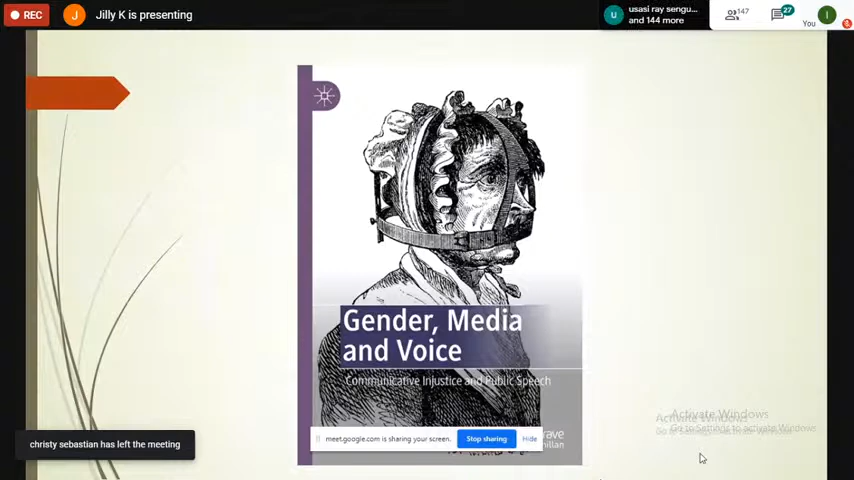 REC
J
Jilly K is presenting
U
usasi ray sengu...
and 144 more
147
27
You
I
Gender, Media
and Voice
Communicative Injustice and Public Speech
Activate Windows
Activate Windows
Go to Settings to activate Windows
christy sebastian has left the meeting
meet.google.com is sharing your screen.
Stop sharing
Hide